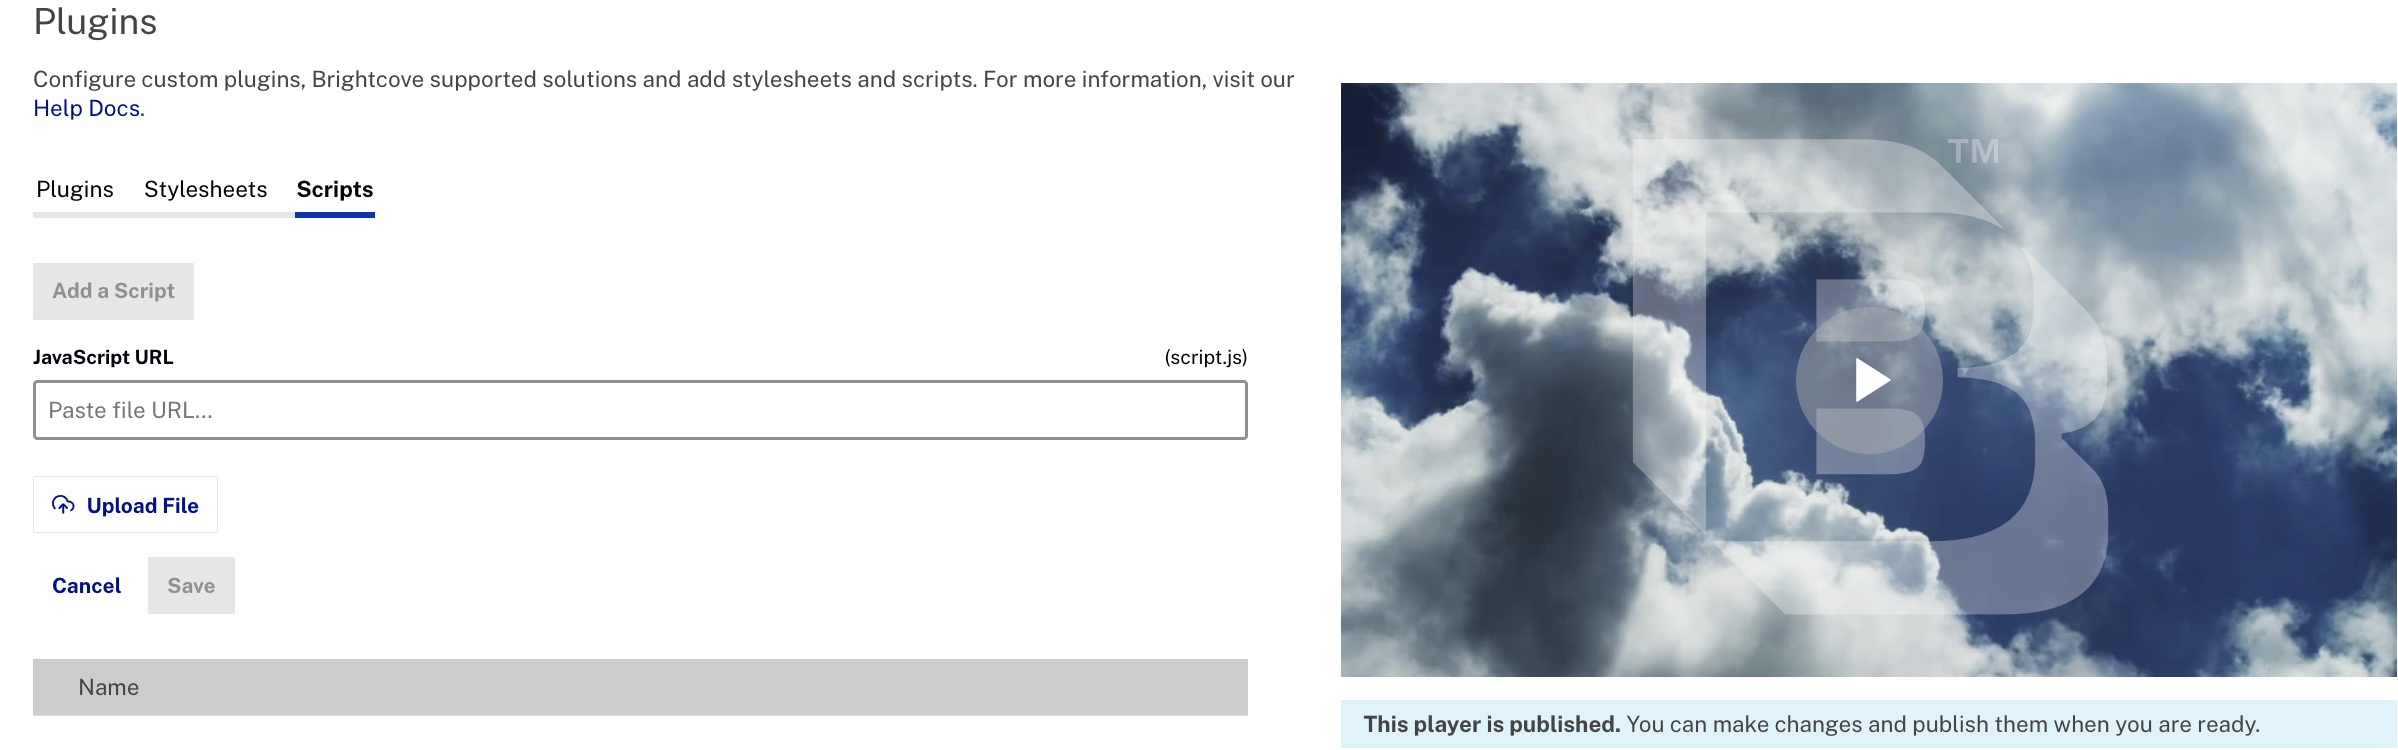 Plugins
Configure custom plugins, Brightcove supported solutions and add stylesheets and scripts. For more information, visit our
Help Docs.
Plugins Stylesheets Scripts
Add a Script
JavaScript URL (script.js)
Paste file URL...
Upload File
Cancel Save
Name
TM
This player is published. You can make changes and publish them when you are ready.